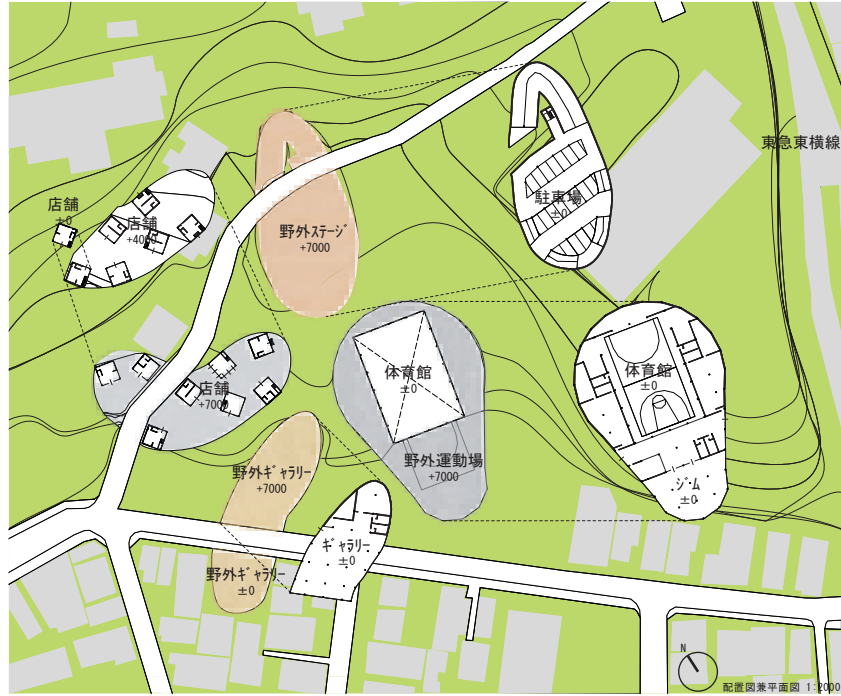 東急東横線
店舗
±0
店舗
+4000
駐車場
±0
野外ステージ
+7000
体育館
±0
体育館
±0
店舗
+7000
野外運動場
+7000
野外ギャラリー
+7000
ジム
±0
ギャラリー
±0
野外ギャラリー
±0
N
配置図兼平面図 1:2000